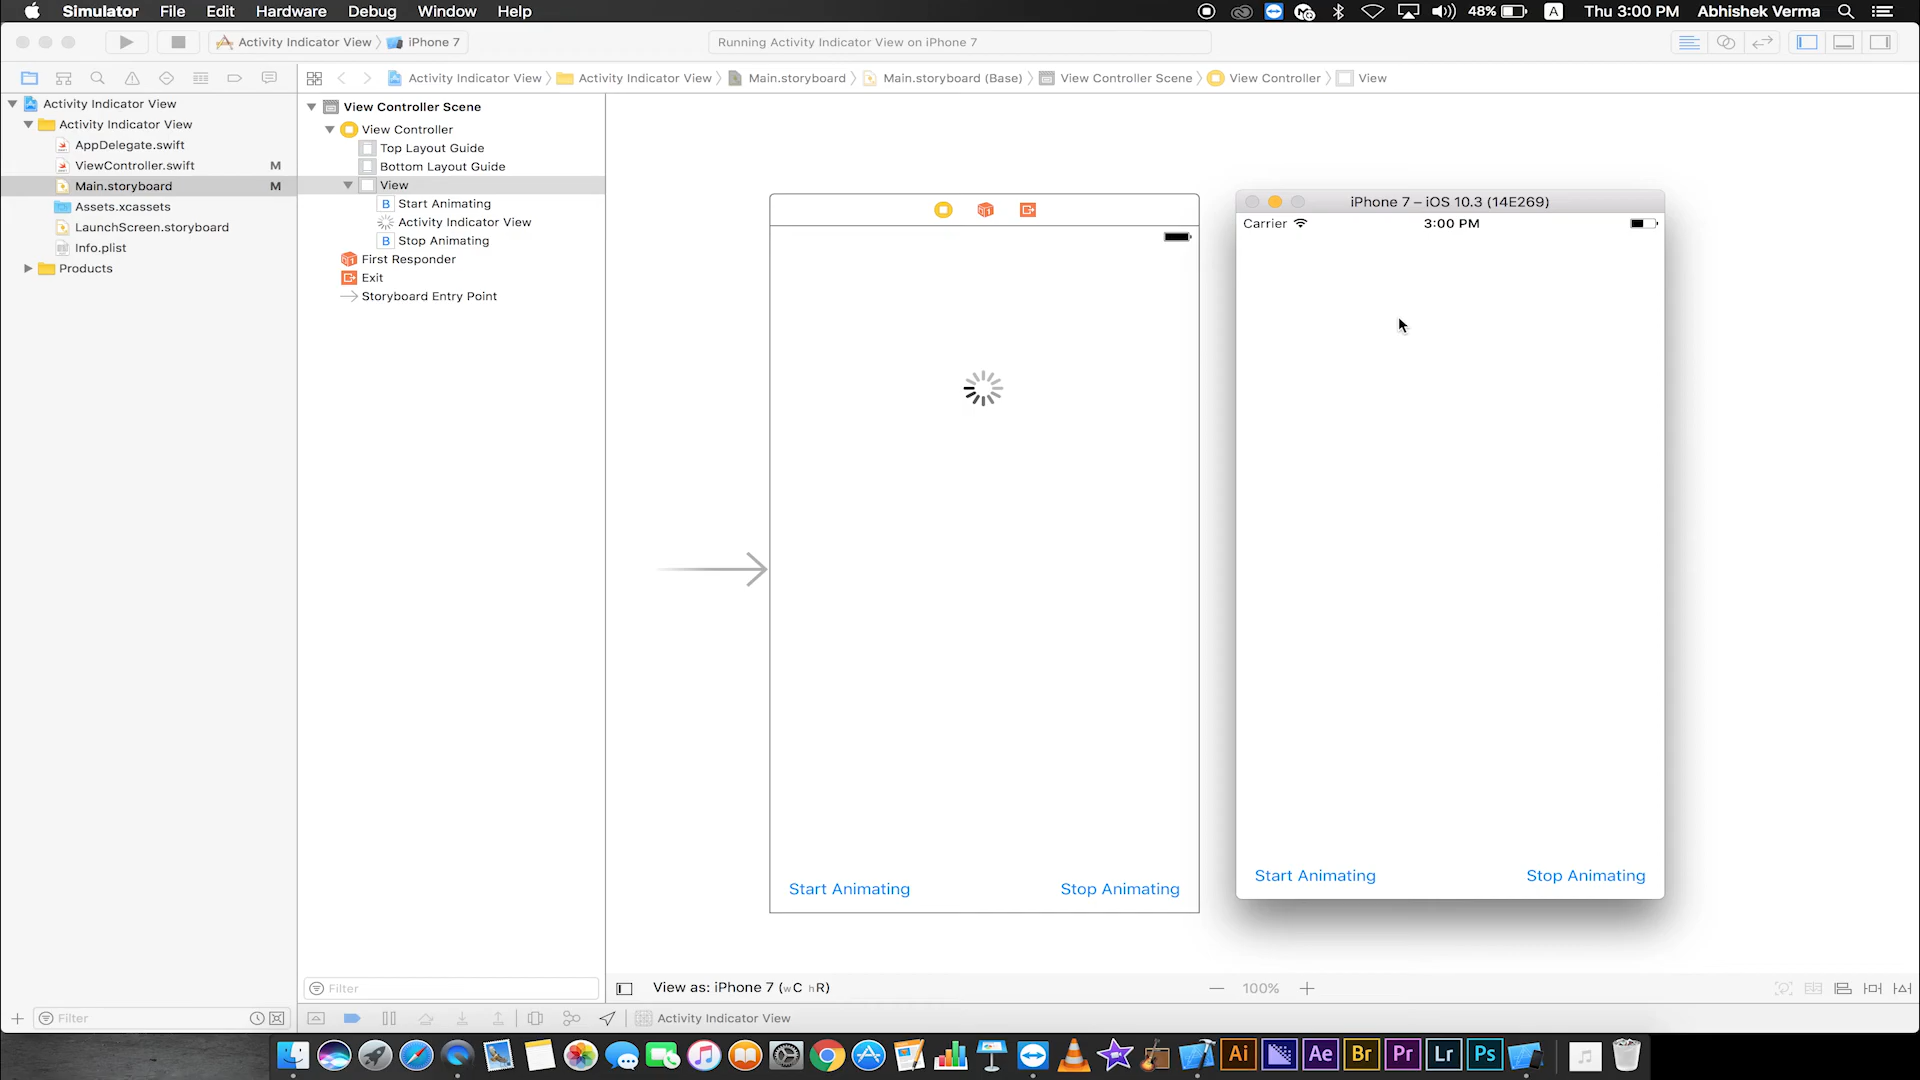 Simulator File Edit Hardware Debug Window Help 48% A Thu 3:00 PM Abhishek Verma
Activity Indicator View iPhone 7 Running Activity Indicator View on iPhone 7
Activity Indicator View Activity Indicator View Main.storyboard Main.storyboard (Base) View Controller Scene View Controller View
Activity Indicator View
Activity Indicator View
AppDelegate.swift
ViewController.swift M
Main.storyboard M
Assets.xcassets
LaunchScreen.storyboard
Info.plist
Products
View Controller Scene
View Controller
Top Layout Guide
Bottom Layout Guide
View
B Start Animating
Activity Indicator View
B Stop Animating
First Responder
Exit
Storyboard Entry Point
Start Animating Stop Animating
iPhone 7 – iOS 10.3 (14E269)
Carrier 3:00 PM
Start Animating Stop Animating
Filter
View as: iPhone 7 (wC hR) — 100% +
+ Filter
Activity Indicator View
Ai Ae Br Pr Lr Ps